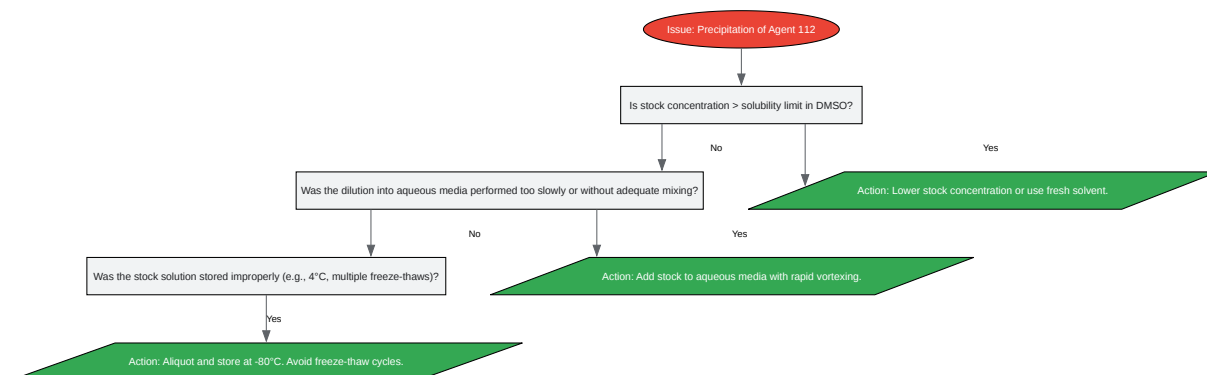 Issue: Precipitation of Agent 112
Is stock concentration > solubility limit in DMSO?
No
Yes
Was the dilution into aqueous media performed too slowly or without adequate mixing?
Action: Lower stock concentration or use fresh solvent.
No
Yes
Was the stock solution stored improperly (e.g., 4°C, multiple freeze-thaws)?
Action: Add stock to aqueous media with rapid vortexing.
Yes
Action: Aliquot and store at -80°C. Avoid freeze-thaw cycles.